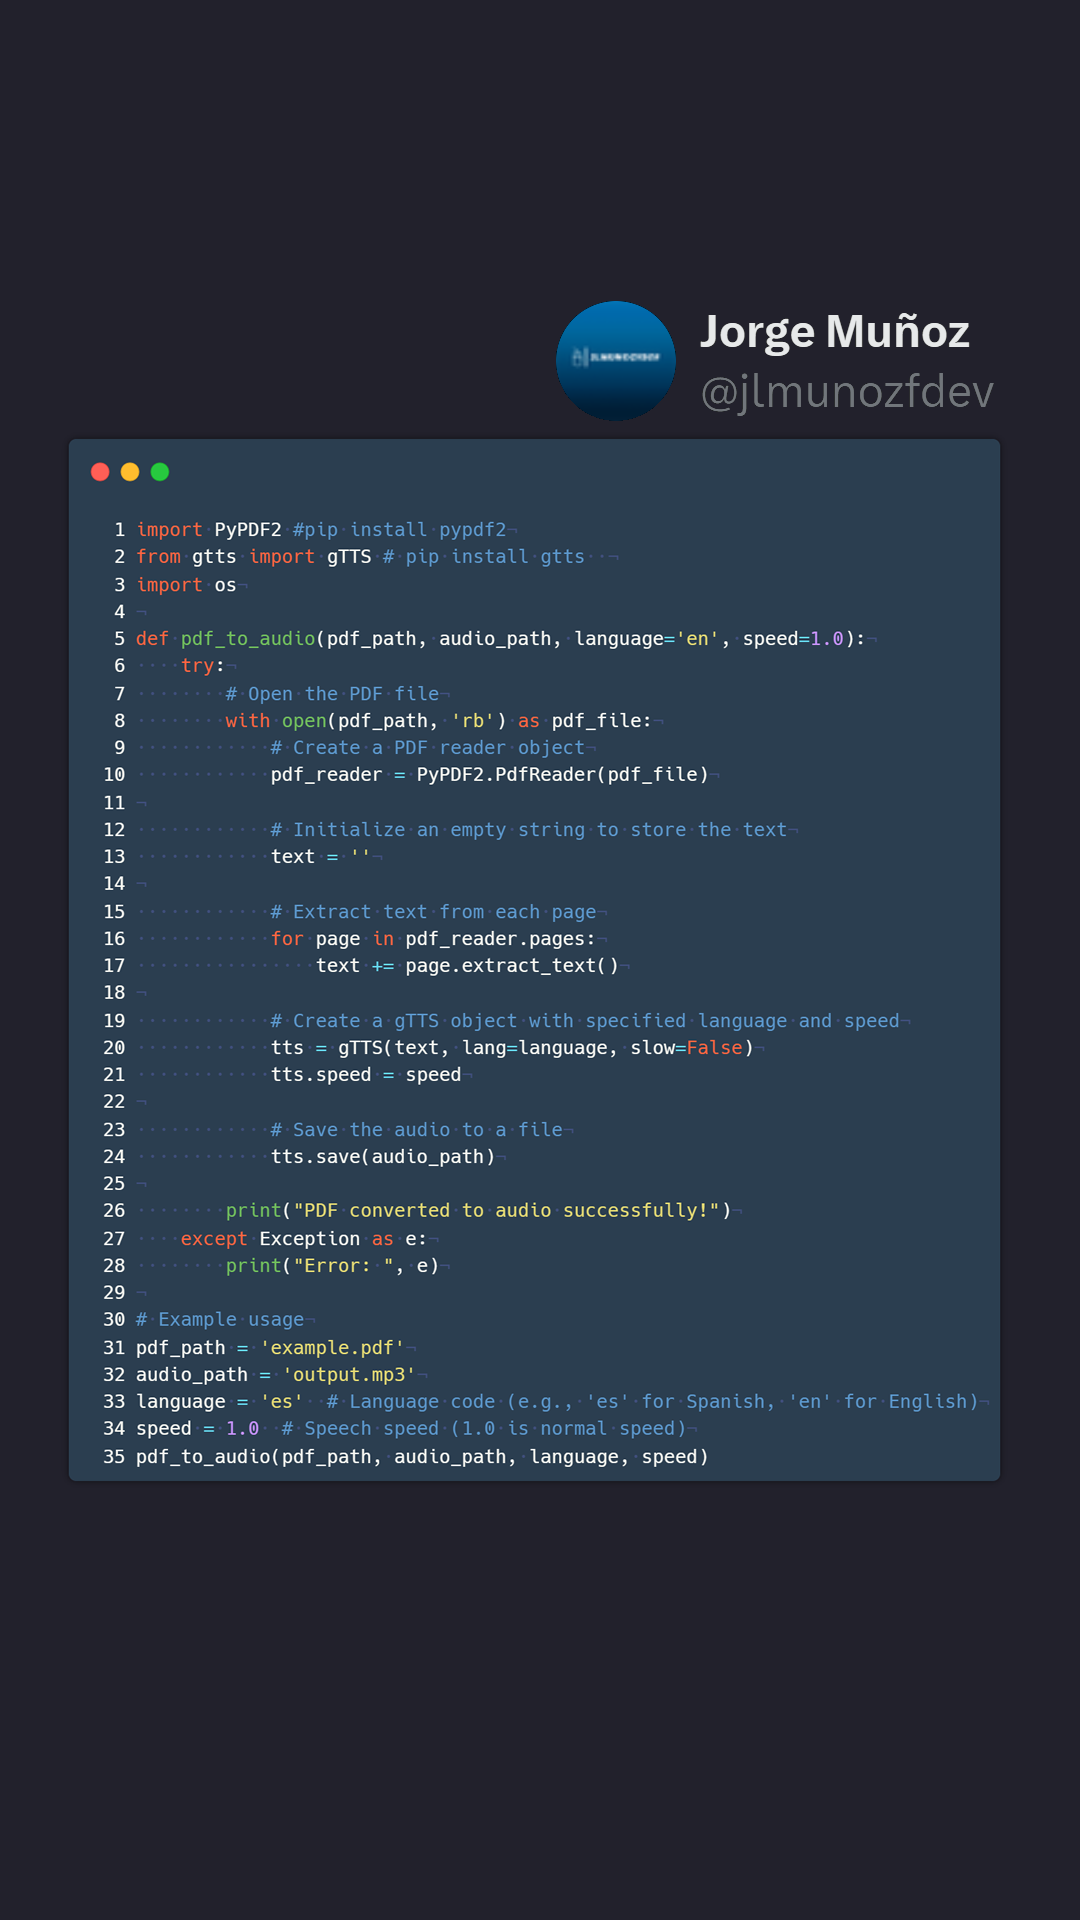 Jorge Muñoz
@jlmunozfdev
1 import PyPDF2 #pip install pypdf2
2 from gtts import gTTS # pip install gtts
3 import os
4
5 def pdf_to_audio(pdf_path, audio_path, language='en', speed=1.0):
6     try:
7         # Open the PDF file
8         with open(pdf_path, 'rb') as pdf_file:
9             # Create a PDF reader object
10             pdf_reader = PyPDF2.PdfReader(pdf_file)
11
12             # Initialize an empty string to store the text
13             text = ''
14
15             # Extract text from each page
16             for page in pdf_reader.pages:
17                 text += page.extract_text()
18
19             # Create a gTTS object with specified language and speed
20             tts = gTTS(text, lang=language, slow=False)
21             tts.speed = speed
22
23             # Save the audio to a file
24             tts.save(audio_path)
25
26         print("PDF converted to audio successfully!")
27     except Exception as e:
28         print("Error: ", e)
29
30 # Example usage
31 pdf_path = 'example.pdf'
32 audio_path = 'output.mp3'
33 language = 'es'  # Language code (e.g., 'es' for Spanish, 'en' for English)
34 speed = 1.0  # Speech speed (1.0 is normal speed)
35 pdf_to_audio(pdf_path, audio_path, language, speed)